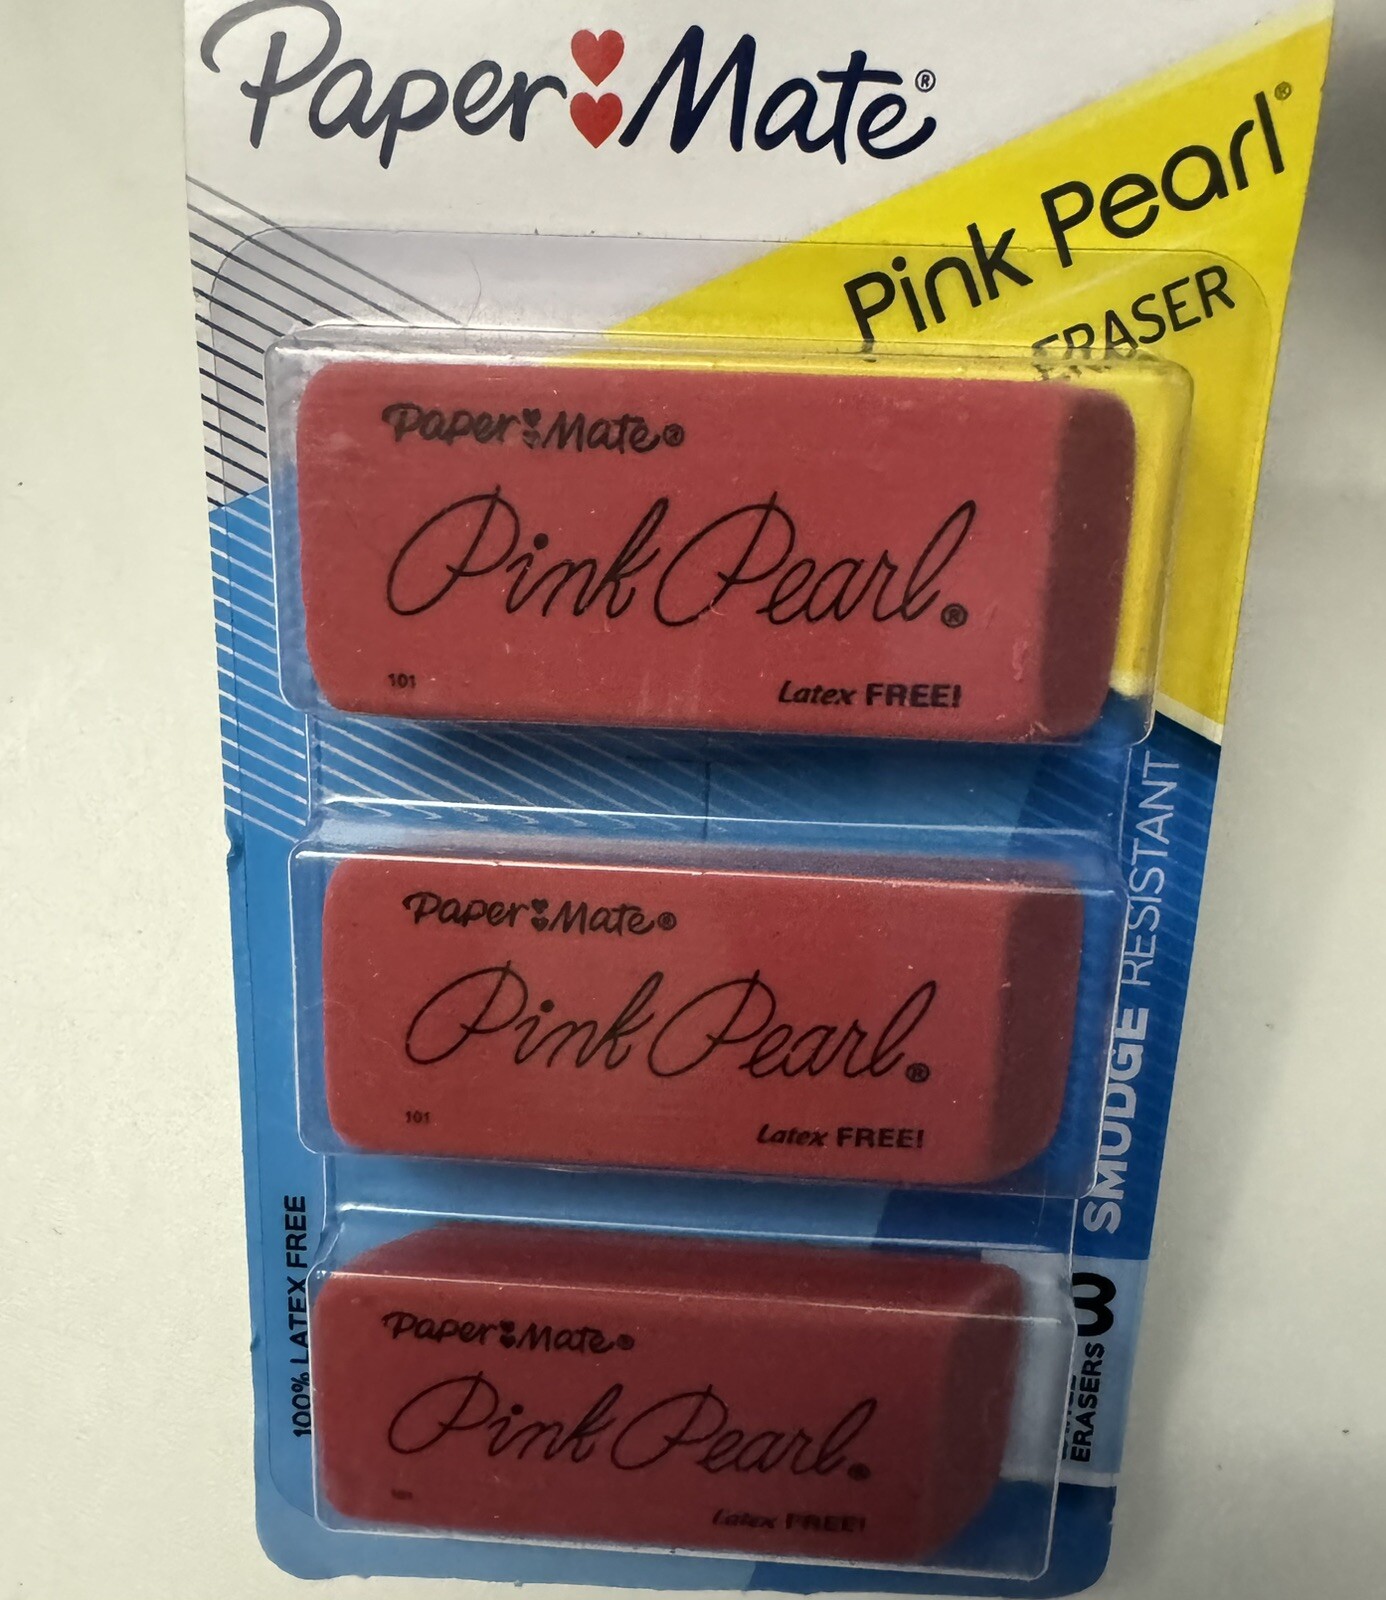 Paper Mate®
Pink Pearl®
ERASER
Paper Mate®
Pink Pearl®
101
Latex FREE!
Paper Mate®
Pink Pearl®
101
Latex FREE!
Paper Mate®
Pink Pearl®
101
Latex FREE!
SMUDGE RESISTANT
100% LATEX FREE
3
ERASERS